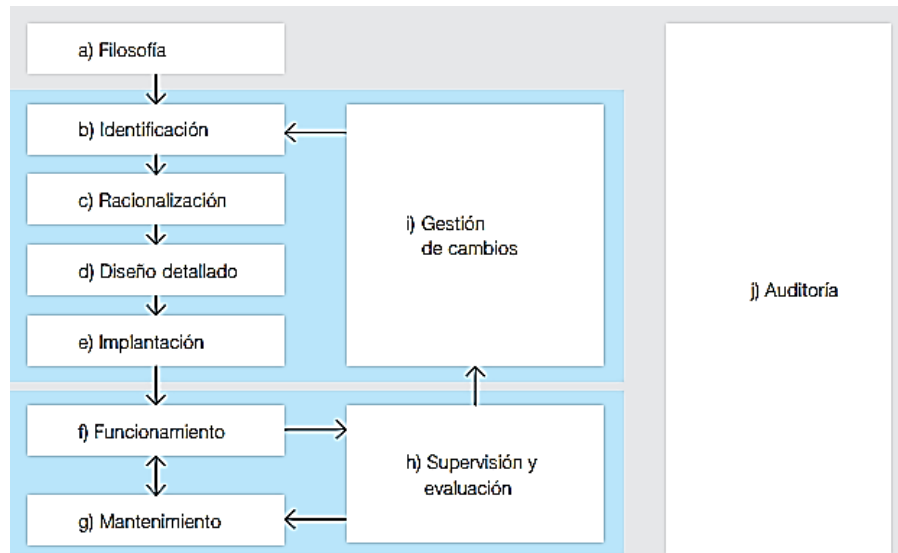 a) Filosofía
b) Identificación
c) Racionalización
d) Diseño detallado
e) Implantación
f) Funcionamiento
g) Mantenimiento
i) Gestión
de cambios
h) Supervisión y
evaluación
j) Auditoría